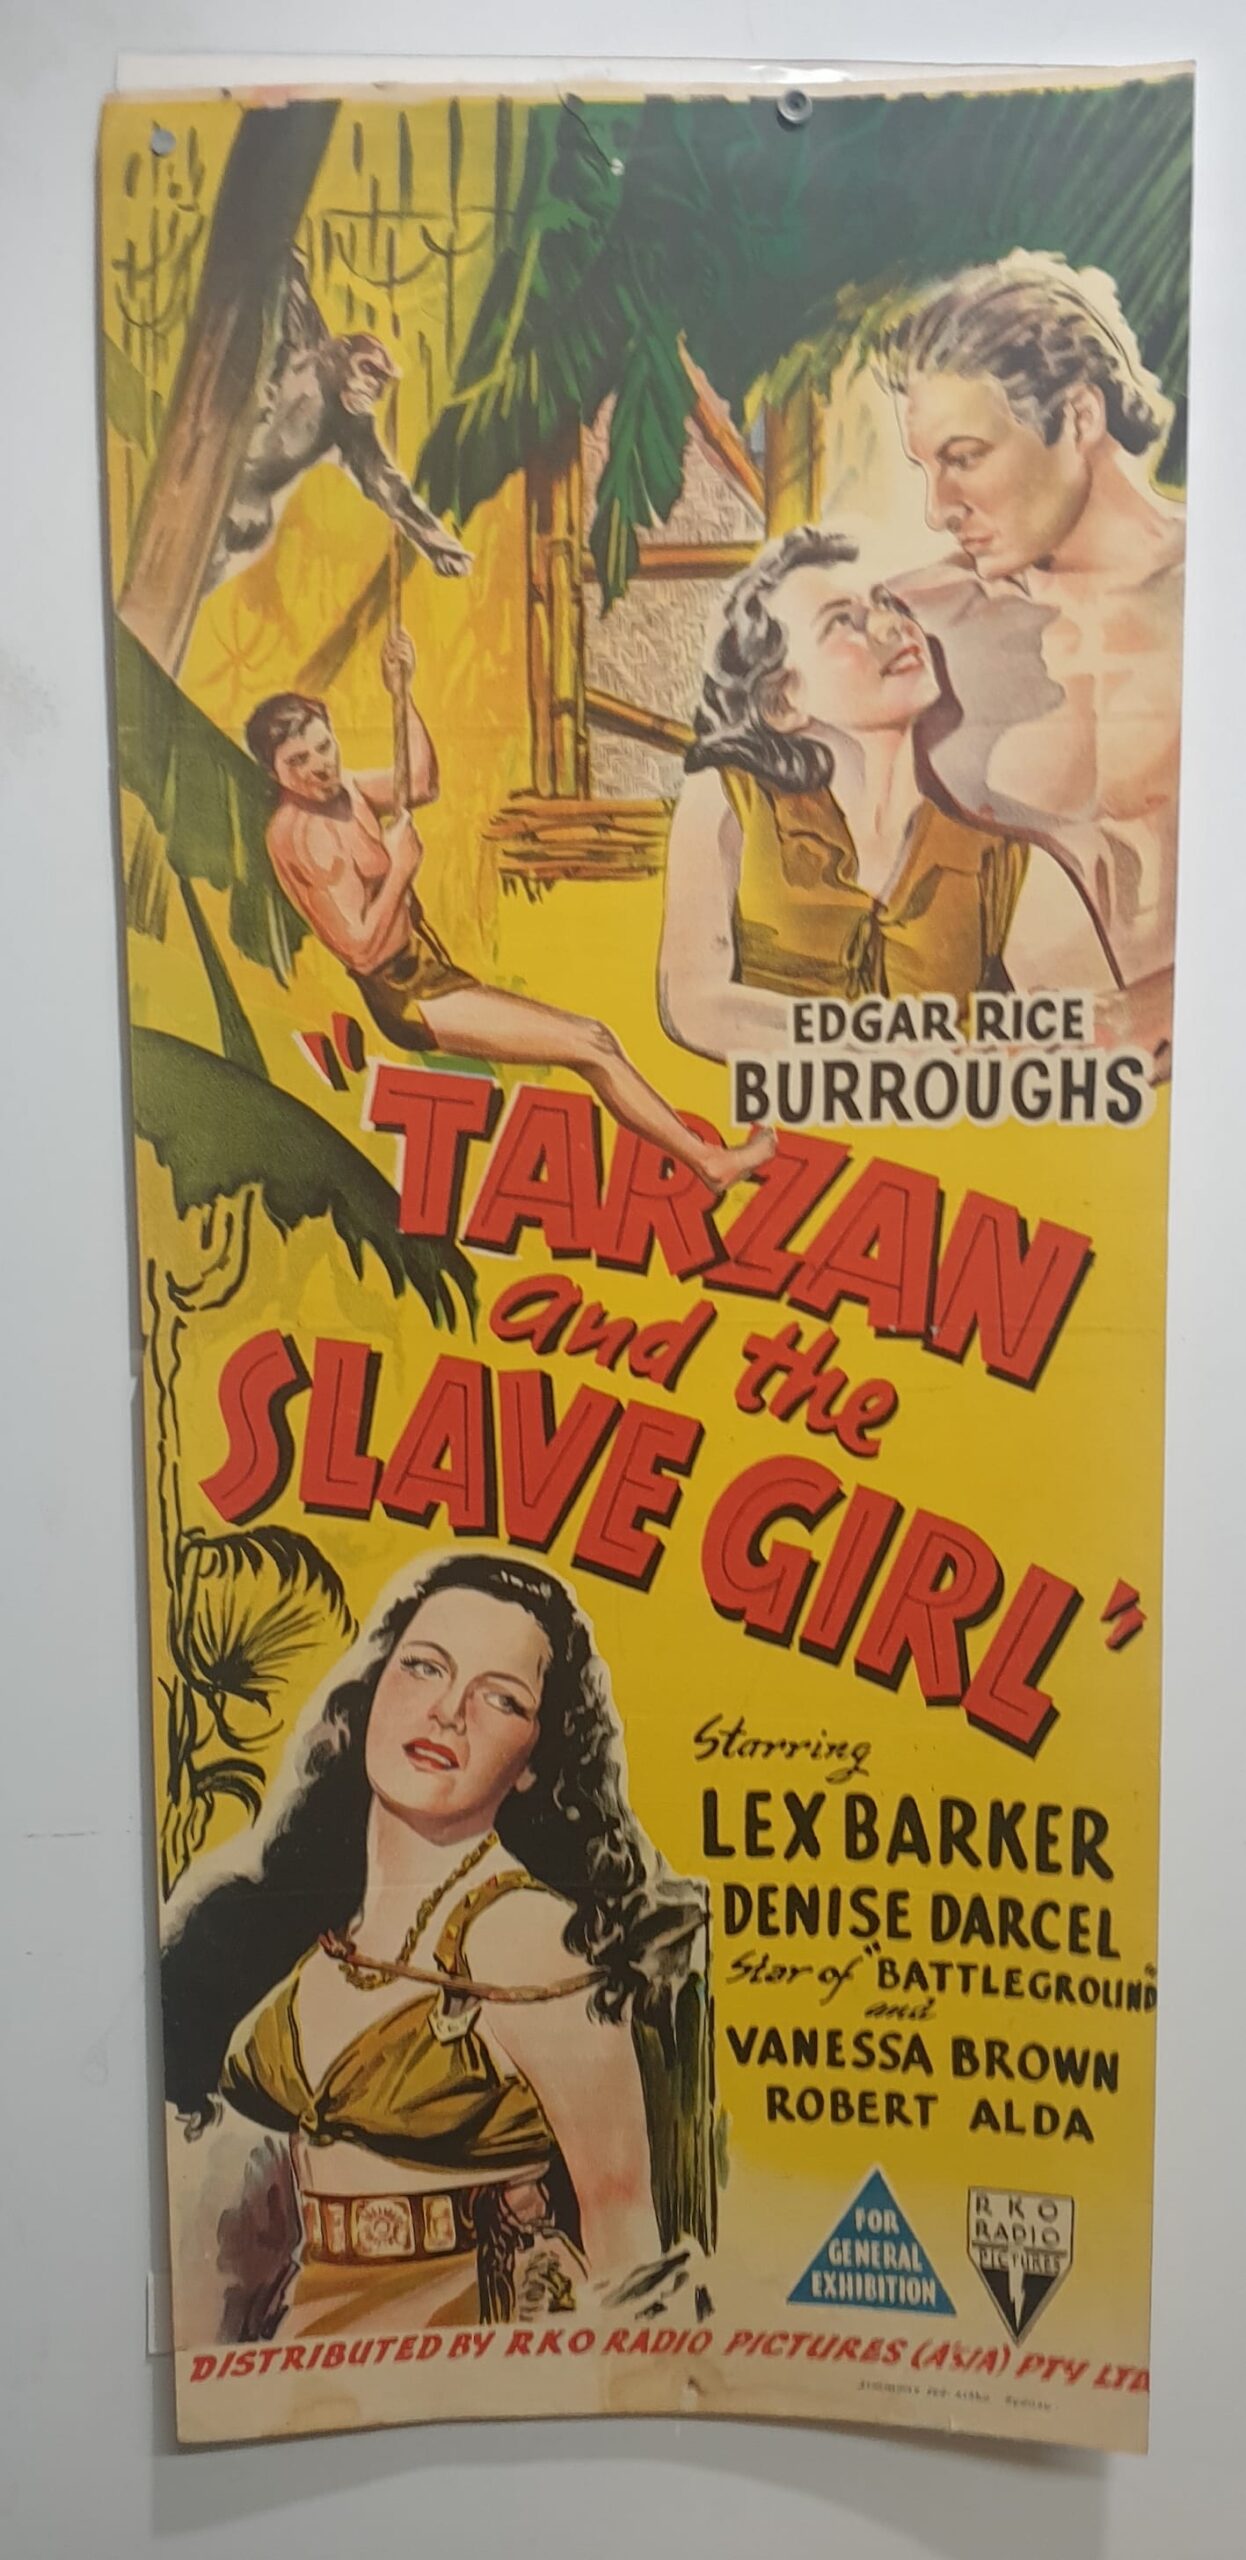 EDGAR RICE
BURROUGHS
"TARZAN
and the
SLAVE GIRL"
Starring
LEX BARKER
DENISE DARCEL
Star of "BATTLEGROUND"
and
VANESSA BROWN
ROBERT ALDA
FOR
GENERAL
EXHIBITION
RKO
RADIO
PICTURES
DISTRIBUTED BY RKO RADIO PICTURES (ASIA) PTY LTD